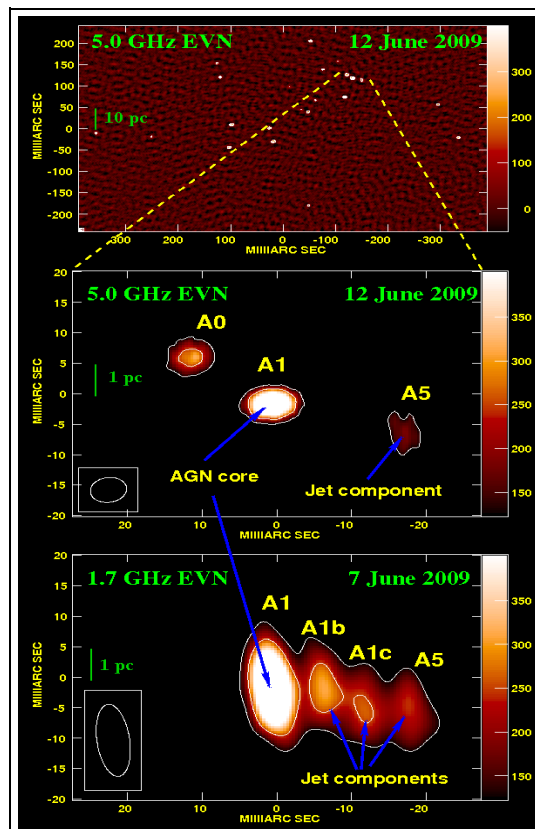 5.0 GHz EVN 12 June 2009
MILLIARC SEC
200
150
100
50
0
-50
-100
-150
-200
10 pc
300 200 100 0 -100 -200 -300
MILLIARC SEC
300
200
100
0
5.0 GHz EVN 12 June 2009
MILLIARC SEC
20
15
10
5
0
-5
-10
-15
-20
1 pc
A0
A1
A5
AGN core
Jet component
20 10 0 -10 -20
MILLIARC SEC
350
300
250
200
150
1.7 GHz EVN 7 June 2009
MILLIARC SEC
20
15
10
5
0
-5
-10
-15
-20
1 pc
A1
A1b
A1c
A5
Jet components
20 10 0 -10 -20
MILLIARC SEC
350
300
250
200
150